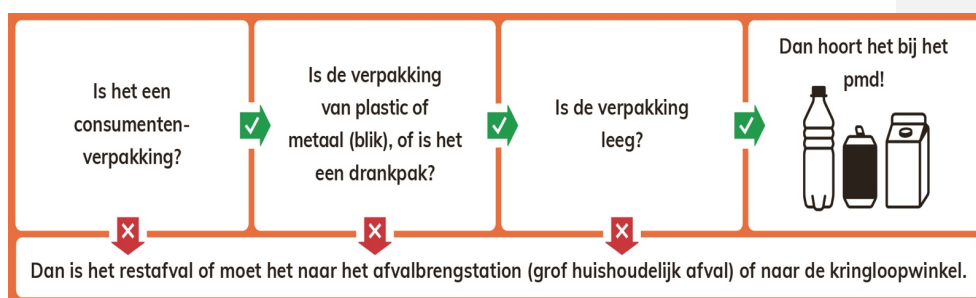 Is het een
consumenten-
verpakking?
Is de verpakking
van plastic of
metaal (blik), of is het
een drankpak?
Is de verpakking
leeg?
Dan hoort het bij het
pmd!
Dan is het restafval of moet het naar het afvalbrengstation (grof huishoudelijk afval) of naar de kringloopwinkel.